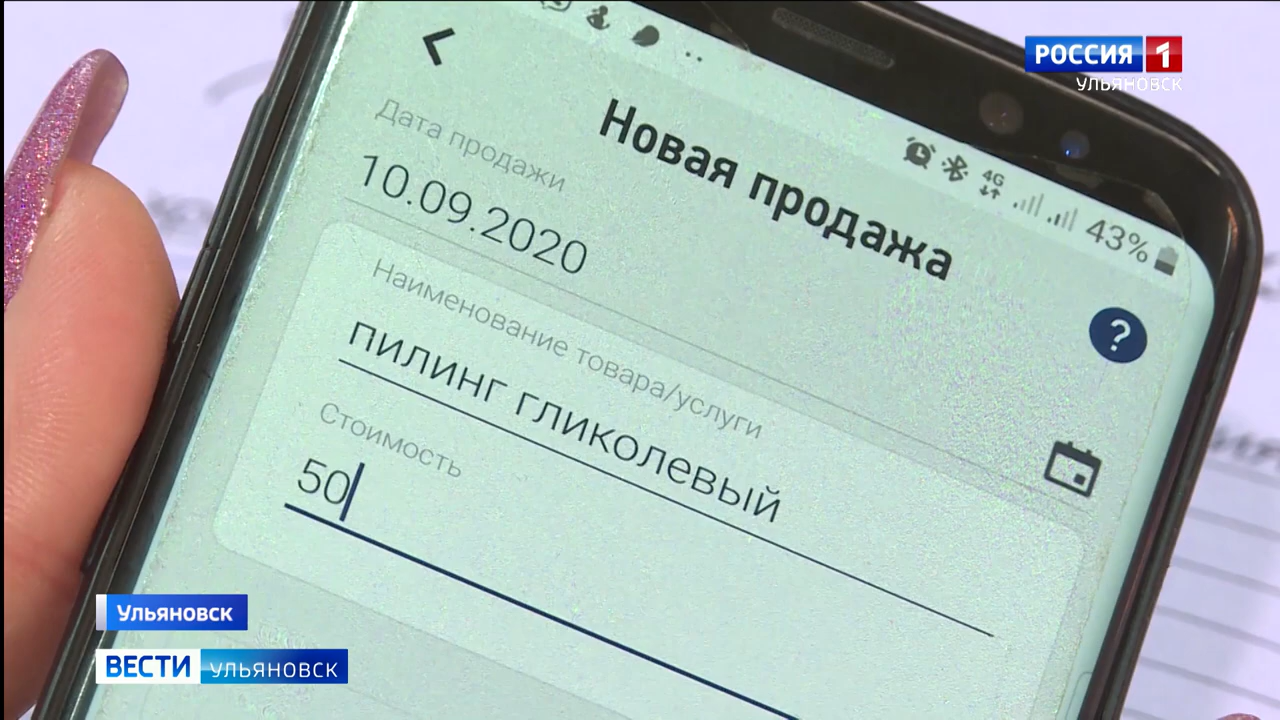 РОССИЯ 1
УЛЬЯНОВСК
4G
43%
Новая продажа
Дата продажи
10.09.2020
?
Наименование товара/услуги
пилинг гликолевый
Стоимость
50
Ульяновск
ВЕСТИ УЛЬЯНОВСК